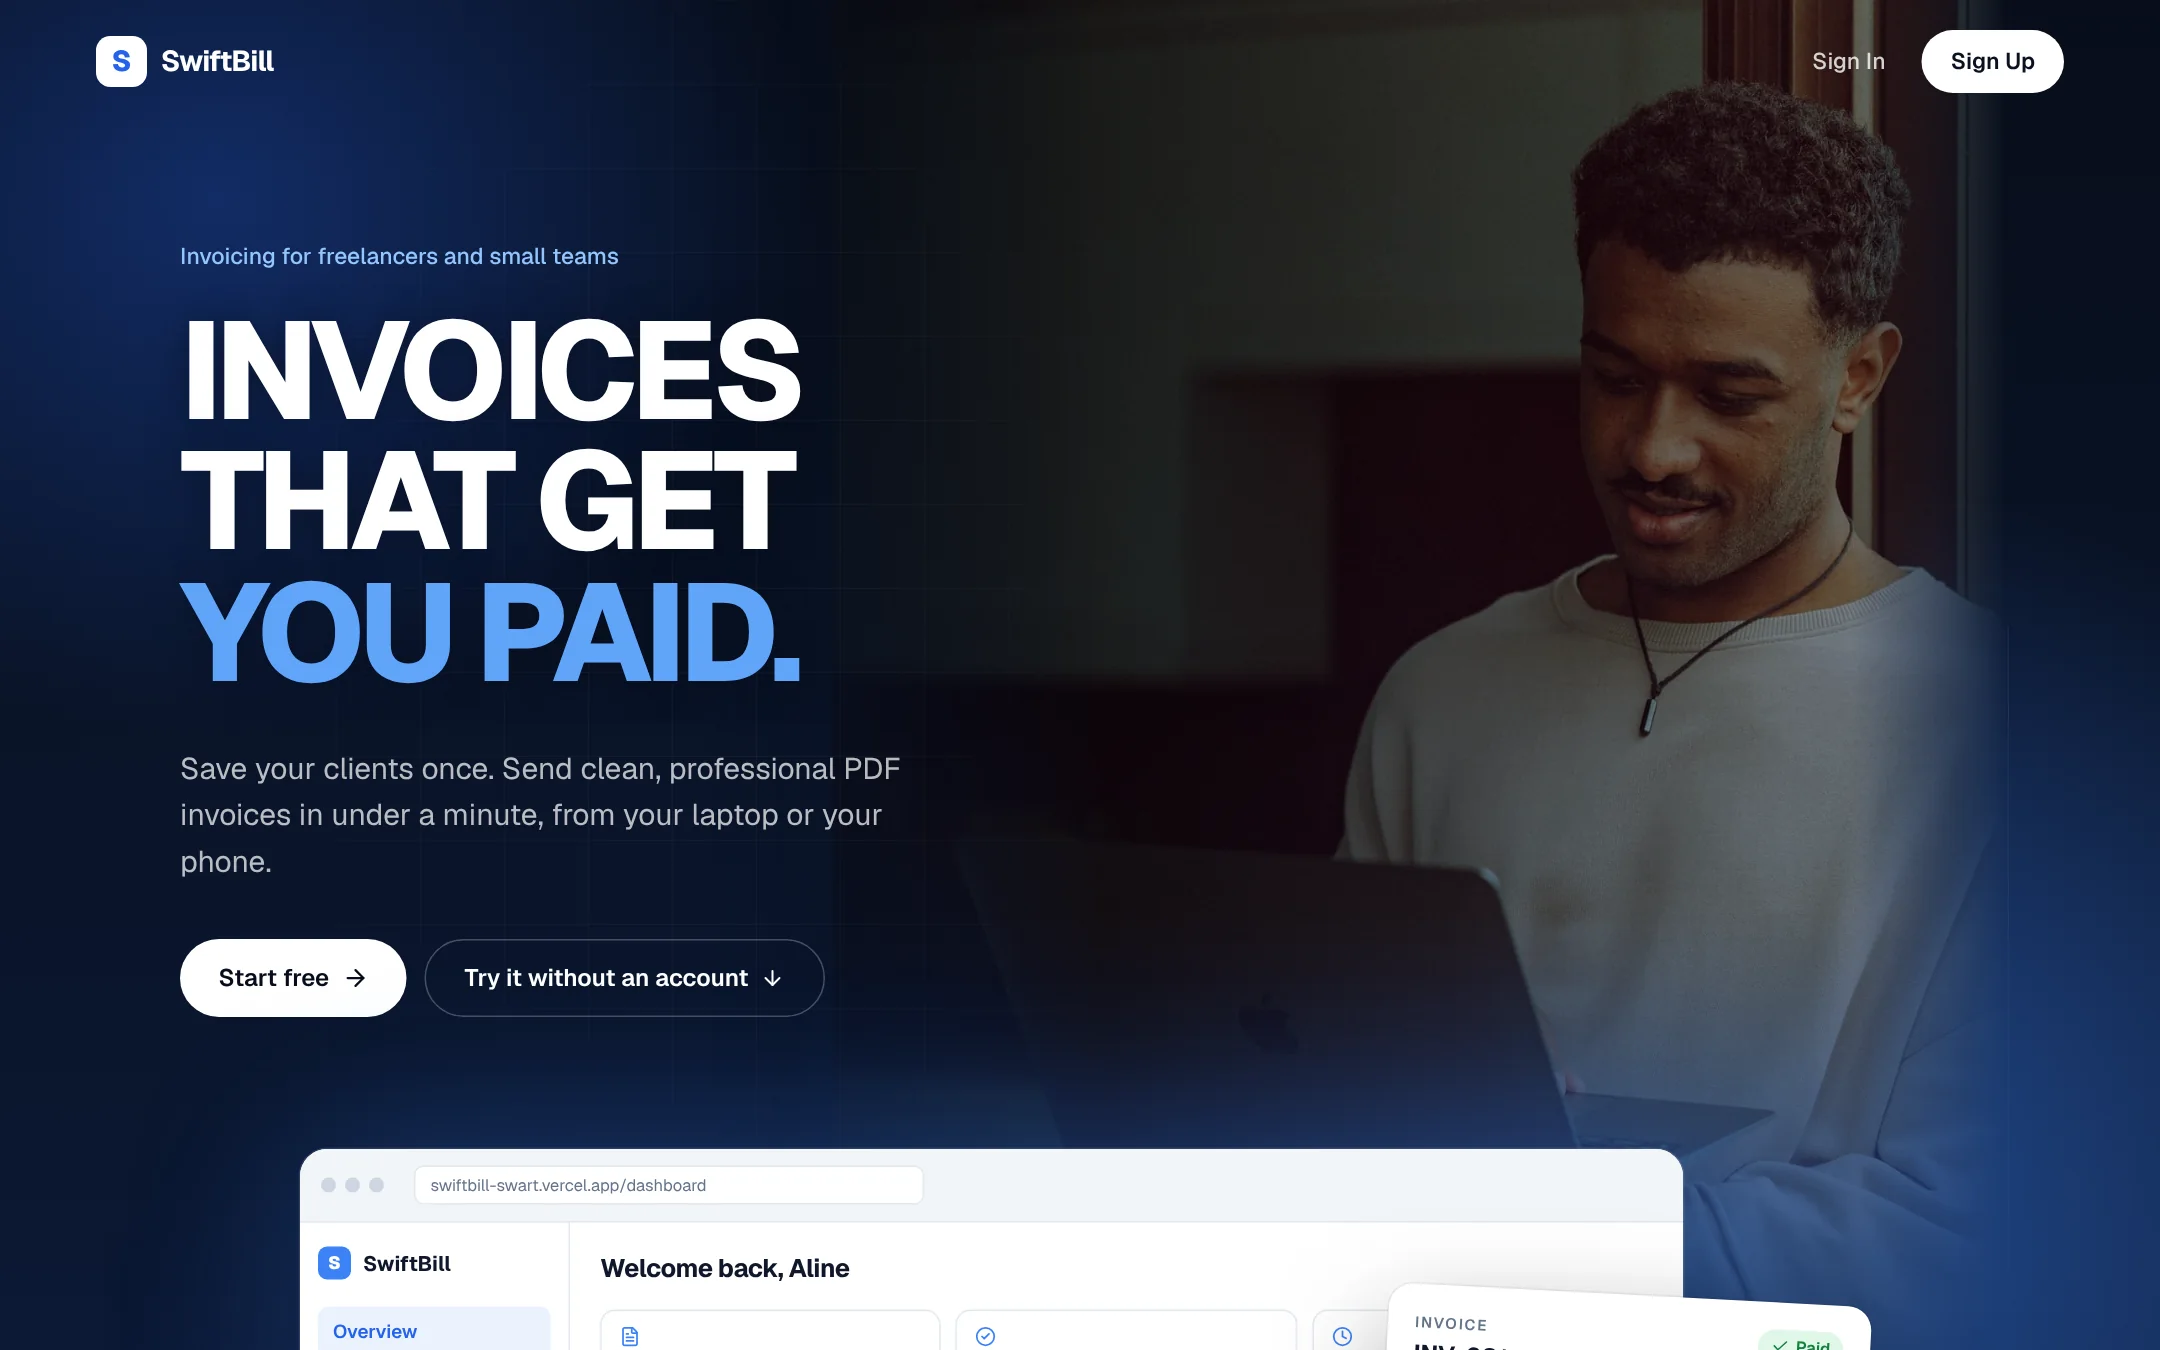 S SwiftBill
Sign In
Sign Up
Invoicing for freelancers and small teams
INVOICES
THAT GET
YOU PAID.
Save your clients once. Send clean, professional PDF
invoices in under a minute, from your laptop or your
phone.
Start free →
Try it without an account ↓
swiftbill-swart.vercel.app/dashboard
S SwiftBill
Welcome back, Aline
Overview
INVOICE
Paid